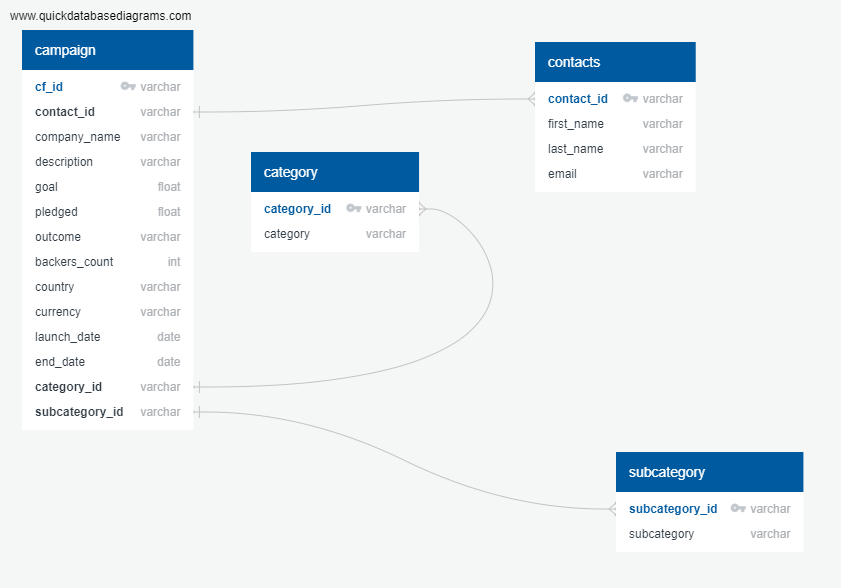 www.quickdatabasediagrams.com
campaign
cf_id varchar
contact_id varchar
company_name varchar
description varchar
goal float
pledged float
outcome varchar
backers_count int
country varchar
currency varchar
launch_date date
end_date date
category_id varchar
subcategory_id varchar
category
category_id varchar
category varchar
contacts
contact_id varchar
first_name varchar
last_name varchar
email varchar
subcategory
subcategory_id varchar
subcategory varchar